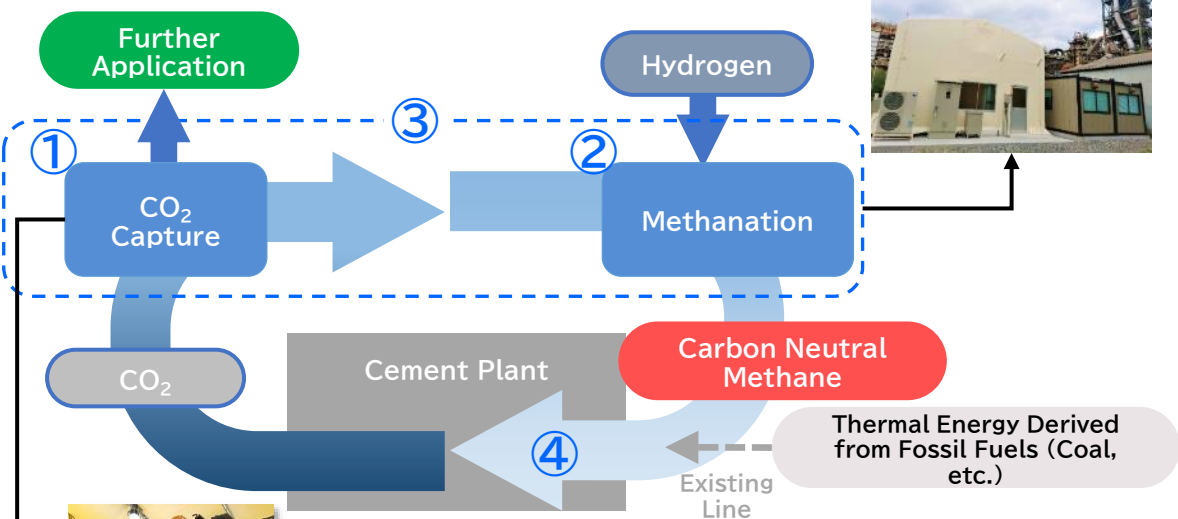 Further
Application
Hydrogen
③
①
②
CO₂
Capture
Methanation
Cement Plant
Carbon Neutral
Methane
CO₂
Thermal Energy Derived
from Fossil Fuels (Coal,
etc.)
④
Existing
Line